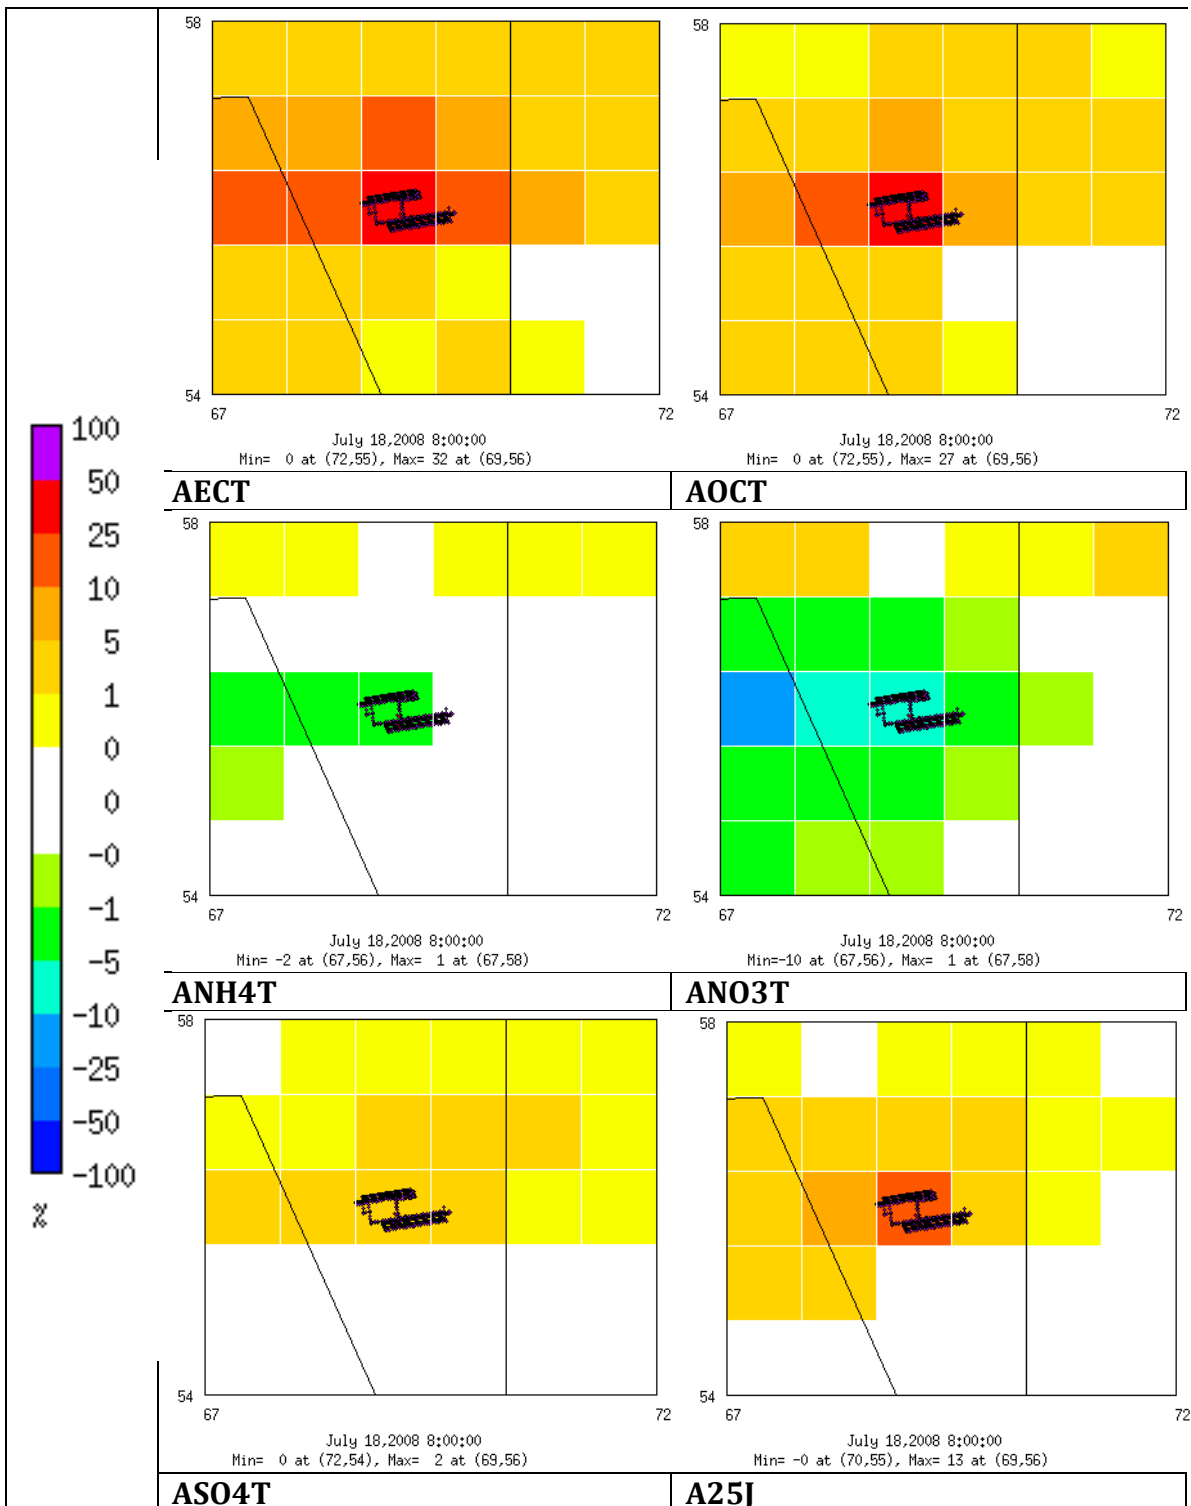 58
54
67
72
July 18,2008 8:00:00
Min= 0 at (72,55), Max= 32 at (69,56)
AECT
58
54
67
72
July 18,2008 8:00:00
Min= 0 at (72,55), Max= 27 at (69,56)
AOCT
100
50
25
10
5
1
0
0
-0
-1
-5
-10
-25
-50
-100
%
58
54
67
72
July 18,2008 8:00:00
Min= -2 at (67,56), Max= 1 at (67,58)
ANH4T
58
54
67
72
July 18,2008 8:00:00
Min=-10 at (67,56), Max= 1 at (67,58)
ANO3T
58
54
67
72
July 18,2008 8:00:00
Min= 0 at (72,54), Max= 2 at (69,56)
ASO4T
58
54
67
72
July 18,2008 8:00:00
Min= -0 at (70,55), Max= 13 at (69,56)
A25J